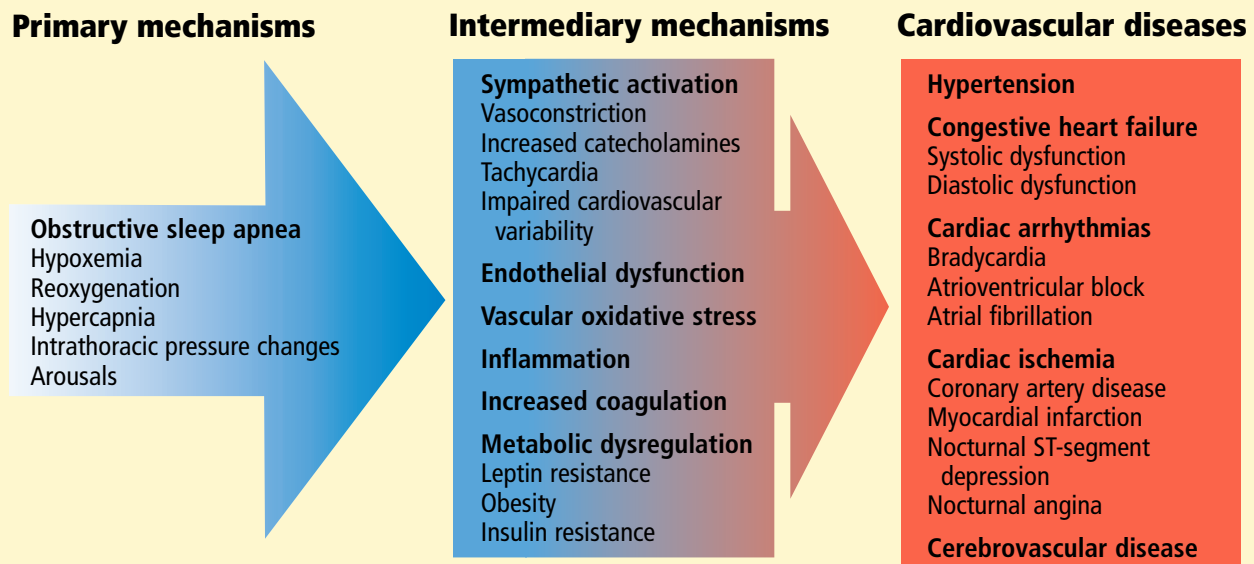 Primary mechanisms
Obstructive sleep apnea
Hypoxemia
Reoxygenation
Hypercapnia
Intrathoracic pressure changes
Arousals
Intermediary mechanisms
Sympathetic activation
Vasoconstriction
Increased catecholamines
Tachycardia
Impaired cardiovascular
variability
Endothelial dysfunction
Vascular oxidative stress
Inflammation
Increased coagulation
Metabolic dysregulation
Leptin resistance
Obesity
Insulin resistance
Cardiovascular diseases
Hypertension
Congestive heart failure
Systolic dysfunction
Diastolic dysfunction
Cardiac arrhythmias
Bradycardia
Atrioventricular block
Atrial fibrillation
Cardiac ischemia
Coronary artery disease
Myocardial infarction
Nocturnal ST-segment
depression
Nocturnal angina
Cerebrovascular disease